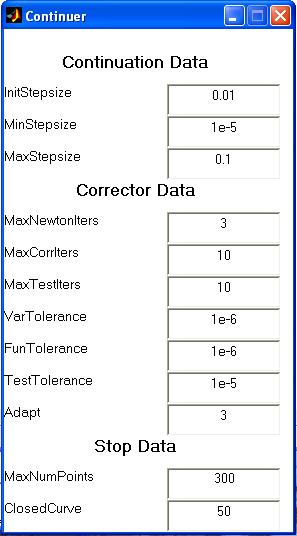 Continuer
Continuation Data
InitStepsize 0.01
MinStepsize 1e-5
MaxStepsize 0.1
Corrector Data
MaxNewtonIters 3
MaxCorrIters 10
MaxTestIters 10
VarTolerance 1e-6
FunTolerance 1e-6
TestTolerance 1e-5
Adapt 3
Stop Data
MaxNumPoints 300
ClosedCurve 50